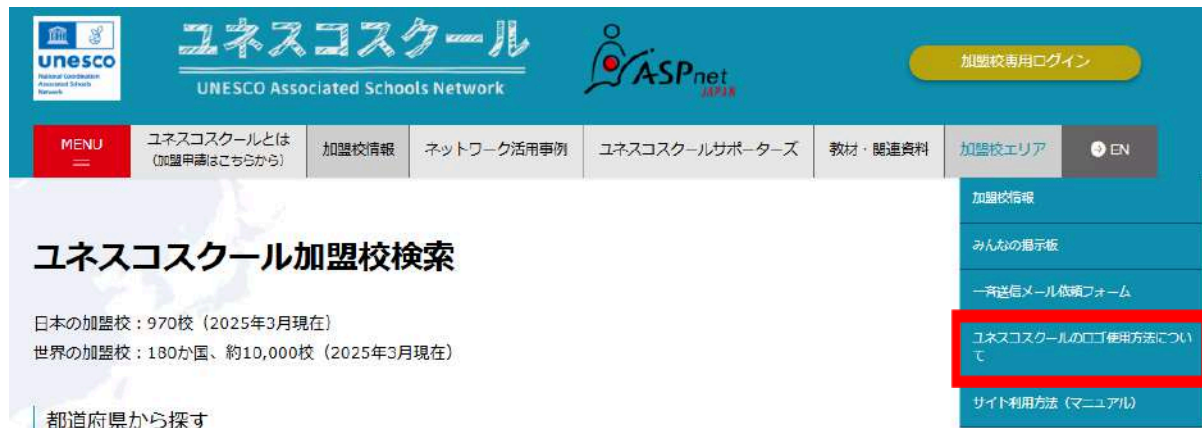 unesco
National Coordination
Associated Schools
Network
ユネスコスクール
UNESCO Associated Schools Network
ASPnet
JAPAN
加盟校専用ログイン
MENU
ユネスコスクールとは
(加盟申請はこちらから)
加盟校情報
ネットワーク活用事例
ユネスコスクールサポーターズ
教材・関連資料
加盟校エリア
EN
加盟校情報
みんなの掲示板
一斉送信メール依頼フォーム
ユネスコスクールのロゴ使用方法につい
て
サイト利用方法（マニュアル）
ユネスコスクール加盟校検索
日本の加盟校：970校（2025年3月現在）
世界の加盟校：180か国、約10,000校（2025年3月現在）
都道府県から探す